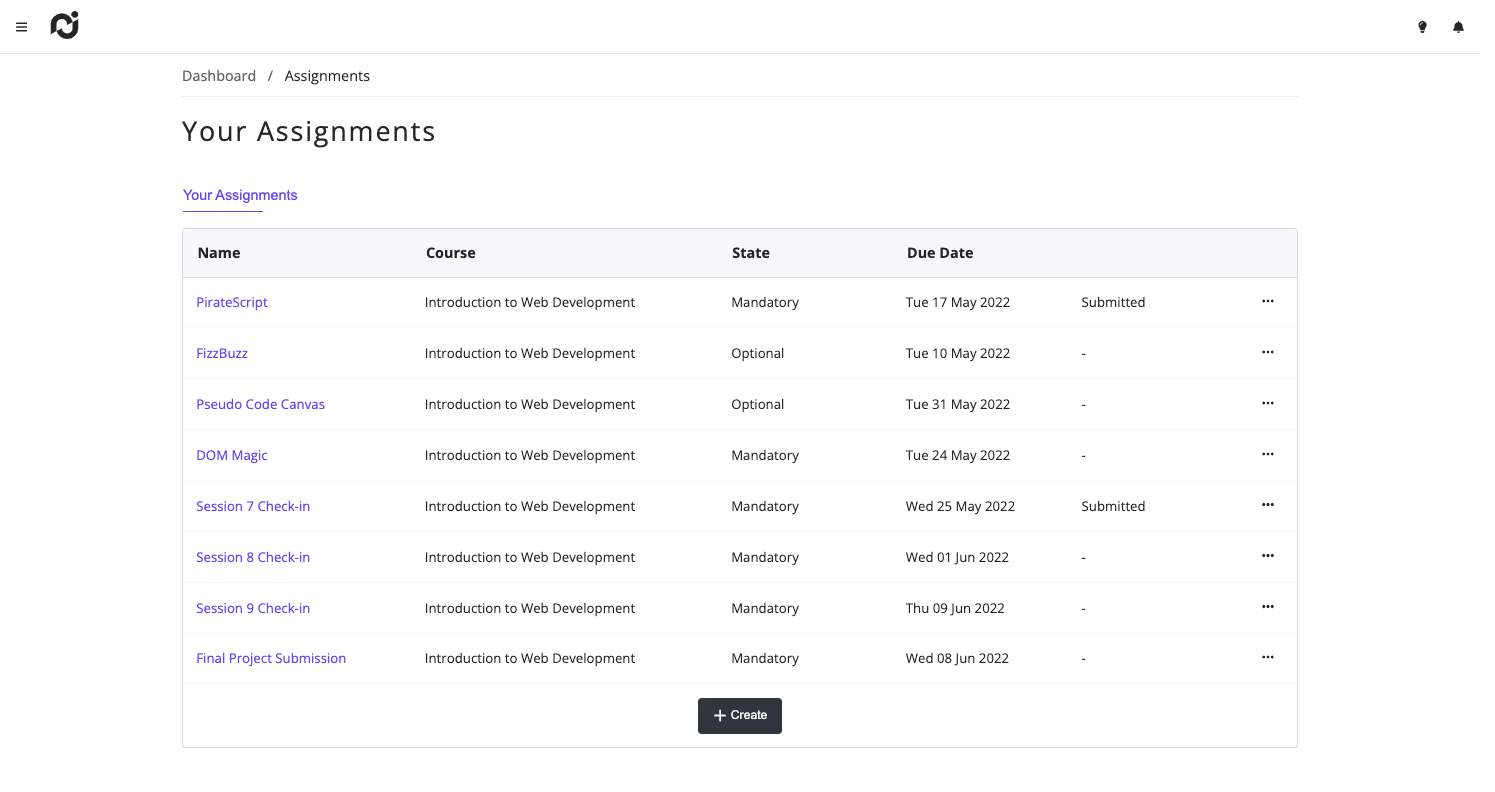 Dashboard / Assignments
Your Assignments
Your Assignments
Name Course State Due Date
PirateScript Introduction to Web Development Mandatory Tue 17 May 2022 Submitted ...
FizzBuzz Introduction to Web Development Optional Tue 10 May 2022 - ...
Pseudo Code Canvas Introduction to Web Development Optional Tue 31 May 2022 - ...
DOM Magic Introduction to Web Development Mandatory Tue 24 May 2022 - ...
Session 7 Check-in Introduction to Web Development Mandatory Wed 25 May 2022 Submitted ...
Session 8 Check-in Introduction to Web Development Mandatory Wed 01 Jun 2022 - ...
Session 9 Check-in Introduction to Web Development Mandatory Thu 09 Jun 2022 - ...
Final Project Submission Introduction to Web Development Mandatory Wed 08 Jun 2022 - ...
+ Create